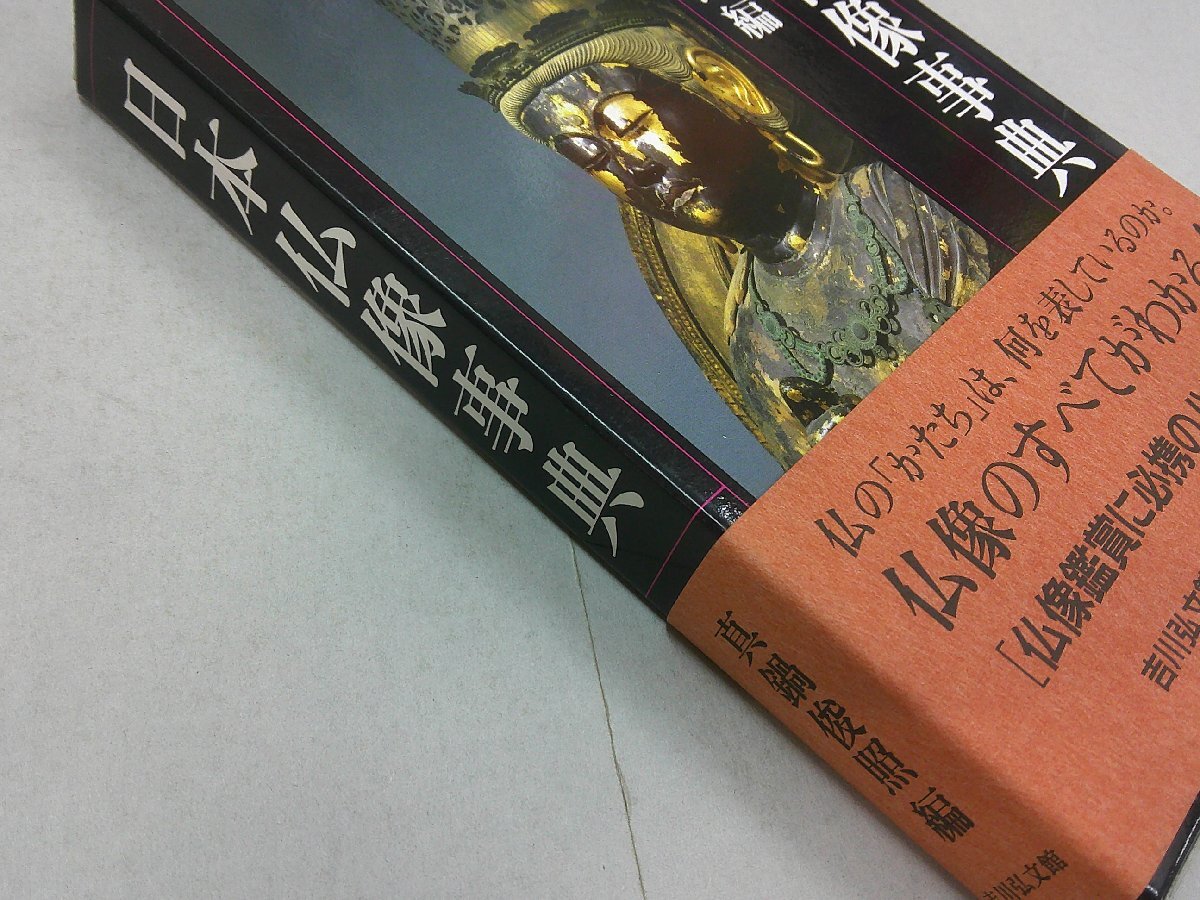 日本仏像事典
像事典
編
仏の「かたち」は、何を表しているのか。
仏像のすべてがわかる
[仏像鑑賞に必携の
吉川弘文館
真鍋俊照編
吉川弘文館